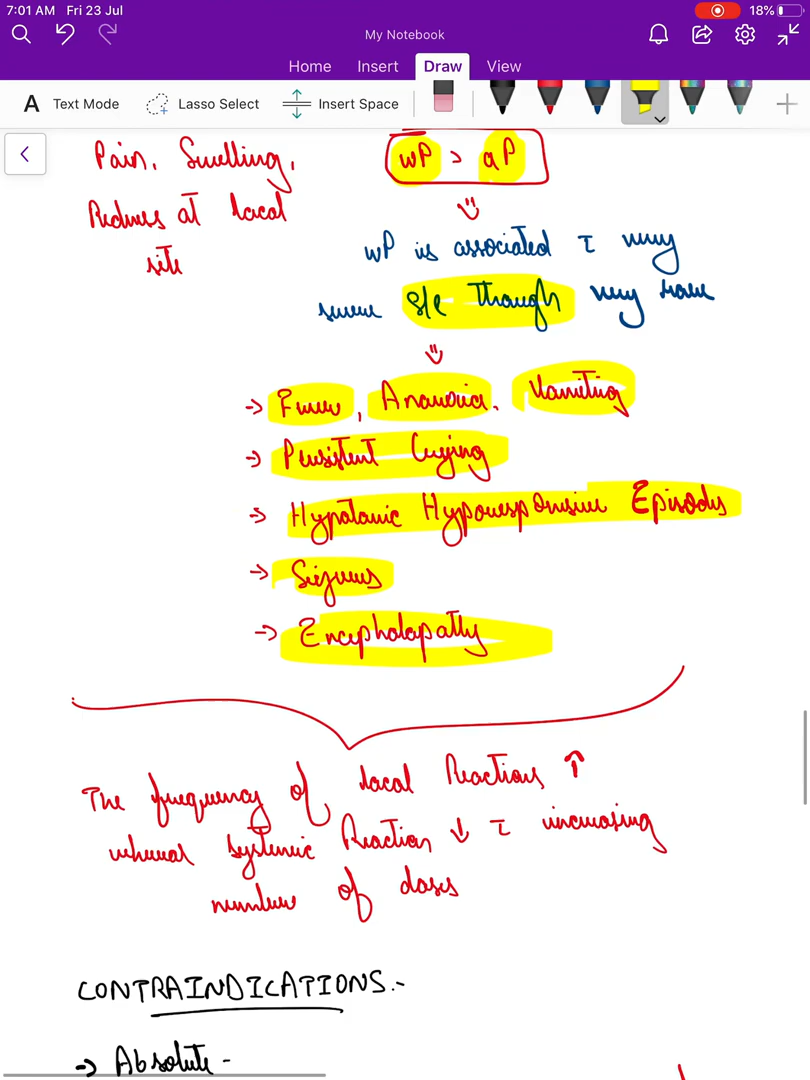 7:01 AM Fri 23 Jul
18%
My Notebook
Home Insert Draw View
A Text Mode Lasso Select Insert Space
Pain, Swelling,
wP > aP
Redness at local
site
wP is associated c̄ very
severe S/E Though very rare
→ Fever, Anorexia, Vomiting
→ Persistent Crying
→ Hypotonic Hyporesponsive Episodes
→ Seizures
→ Encephalopathy
The frequency of local Reactions ↑
whereas systemic Reaction ↓ c̄ increasing
number of doses
CONTRAINDICATIONS:-
→ Absolute -